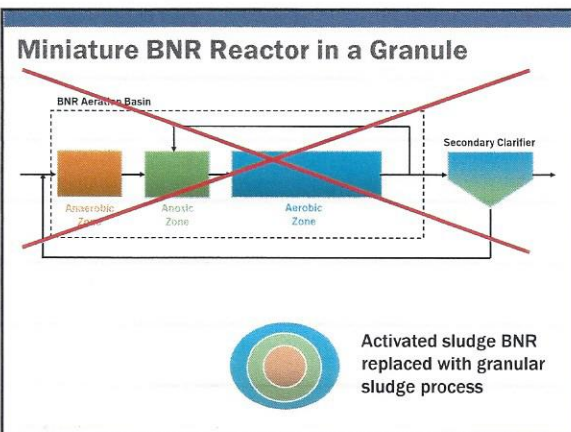 Miniature BNR Reactor in a Granule
BNR Aeration Basin
Secondary Clarifier
Anaerobic
Zone
Anoxic
Zone
Aerobic
Zone
Activated sludge BNR
replaced with granular
sludge process